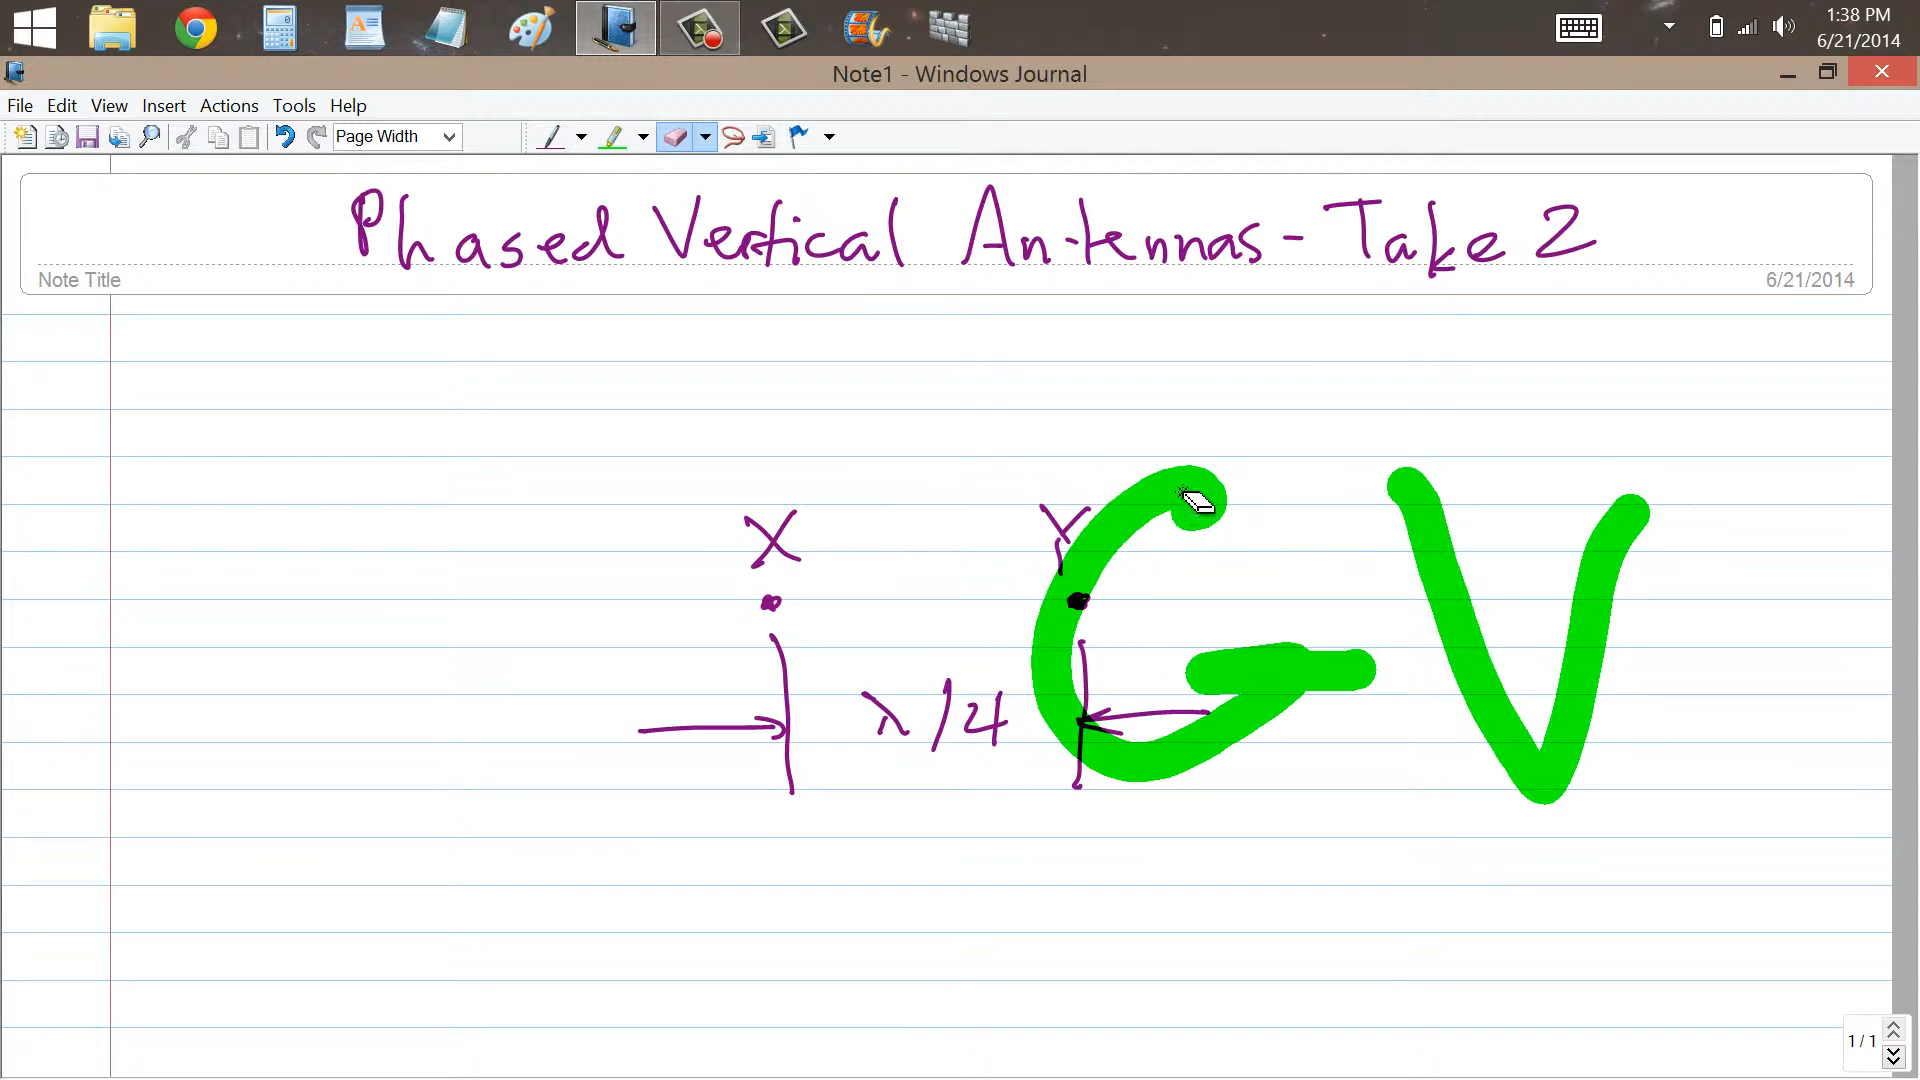 1:38 PM
6/21/2014
Note1 - Windows Journal
File Edit View Insert Actions Tools Help
Page Width
Phased Vertical Antennas - Take 2
Note Title 6/21/2014
X Y
λ/4
GV
1 / 1